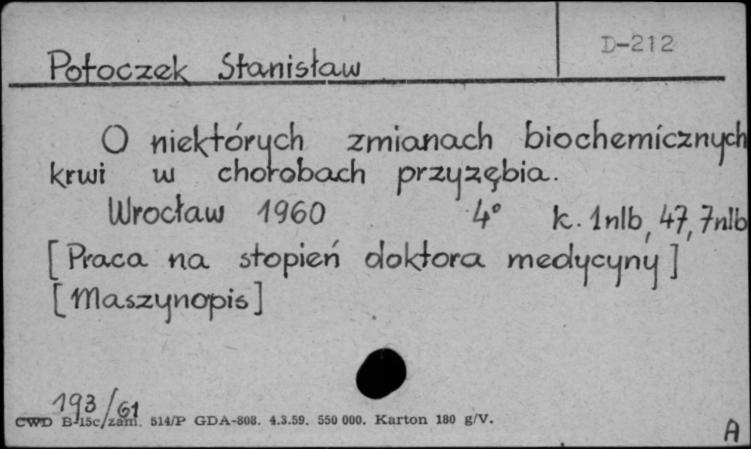 D-212
Potoczek Stanisław
O niektórych zmianach biochemicznych
krwi w chorobach przyzębia.
Wrocław 1960 4° k. 1nlb, 47, 7nlb
[Praca na stopień doktora medycyny]
[Maszynopis]
193/61
CWD B-15c/zam. 514/P GDA-808. 4.3.59. 550 000. Karton 180 g/V.
A